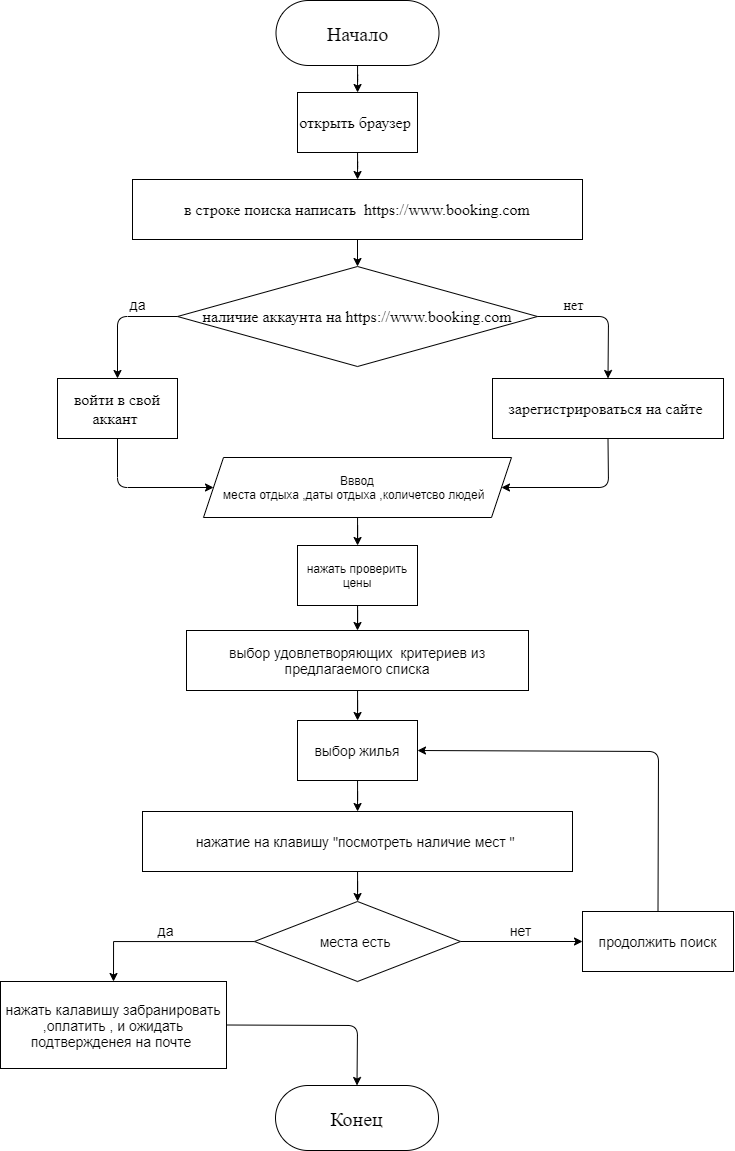 Начало
открыть браузер
в строке поиска написать https://www.booking.com
да
нет
наличие аккаунта на https://www.booking.com
войти в свой
аккант
зарегистрироваться на сайте
Вввод
места отдыха ,даты отдыха ,количетсво людей
нажать проверить
цены
выбор удовлетворяющих критериев из
предлагаемого списка
выбор жилья
нажатие на клавишу "посмотреть наличие мест "
да
места есть
нет
продолжить поиск
нажать калавишу забранировать
,оплатить , и ожидать
подтвержденея на почте
Конец